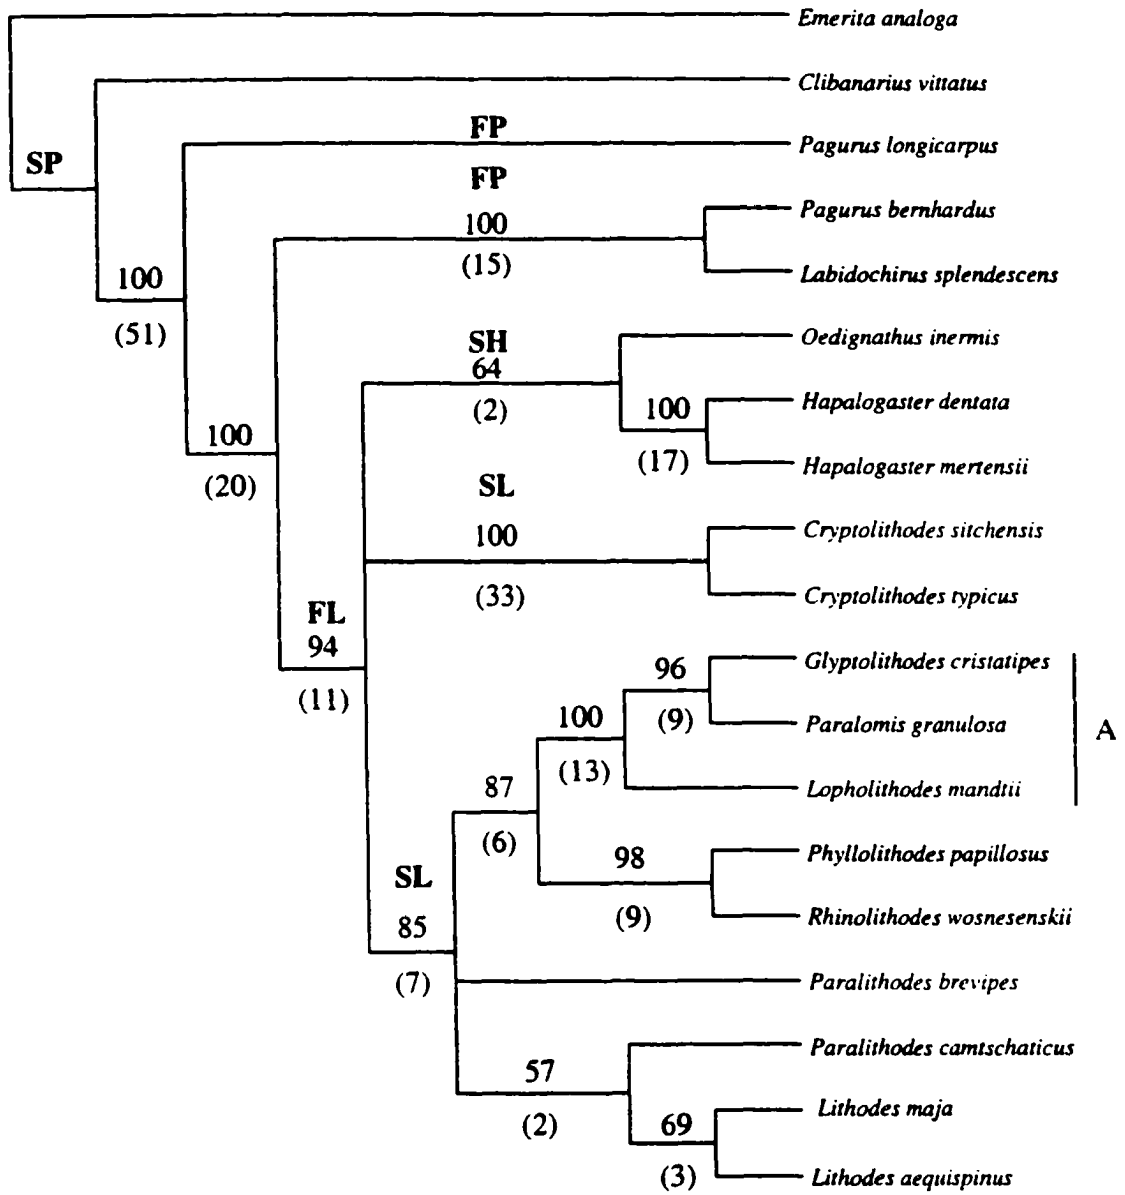 Emerita analoga
Clibanarius vittatus
FP
Pagurus longicarpus
SP
FP
Pagurus bernhardus
100
(15)
Labidochirus splendescens
100
(51)
Oedignathus inermis
SH
64
(2)
Hapalogaster dentata
100
(17)
Hapalogaster mertensii
100
(20)
SL
100
(33)
Cryptolithodes sitchensis
Cryptolithodes typicus
FL
94
(11)
Glyptolithodes cristatipes
96
(9)
Paralomis granulosa
A
100
(13)
Lopholithodes mandtii
87
(6)
Phyllolithodes papillosus
98
(9)
Rhinolithodes wosnesenskii
SL
85
(7)
Paralithodes brevipes
Paralithodes camtschaticus
57
(2)
Lithodes maja
69
(3)
Lithodes aequispinus